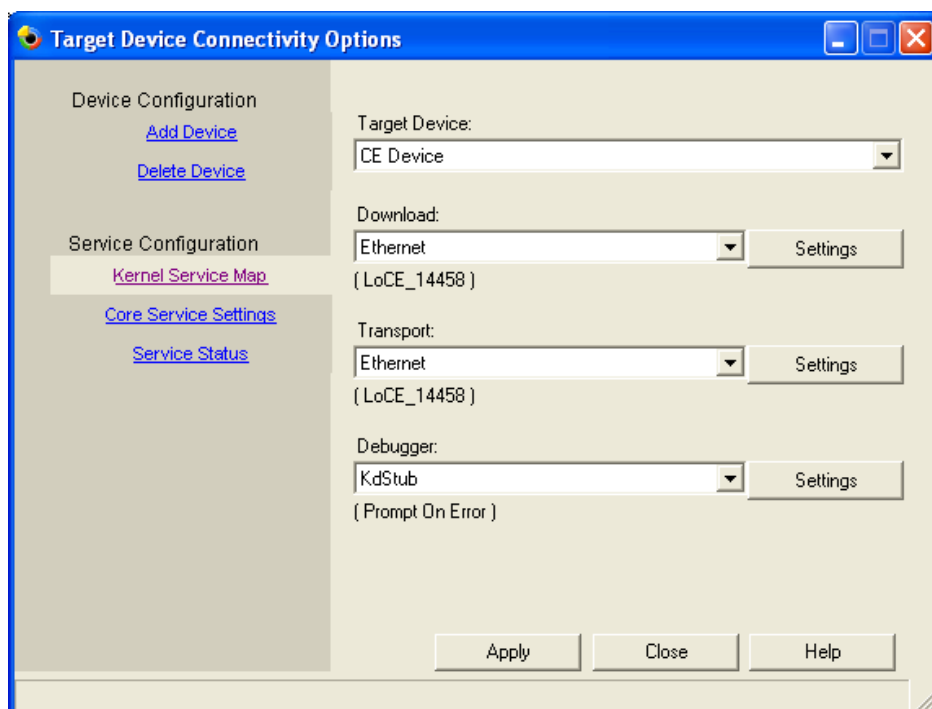 Target Device Connectivity Options
Device Configuration
Add Device
Delete Device
Service Configuration
Kernel Service Map
Core Service Settings
Service Status
Target Device:
CE Device
Download:
Ethernet
Settings
( LoCE_14458 )
Transport:
Ethernet
Settings
( LoCE_14458 )
Debugger:
KdStub
Settings
( Prompt On Error )
Apply
Close
Help